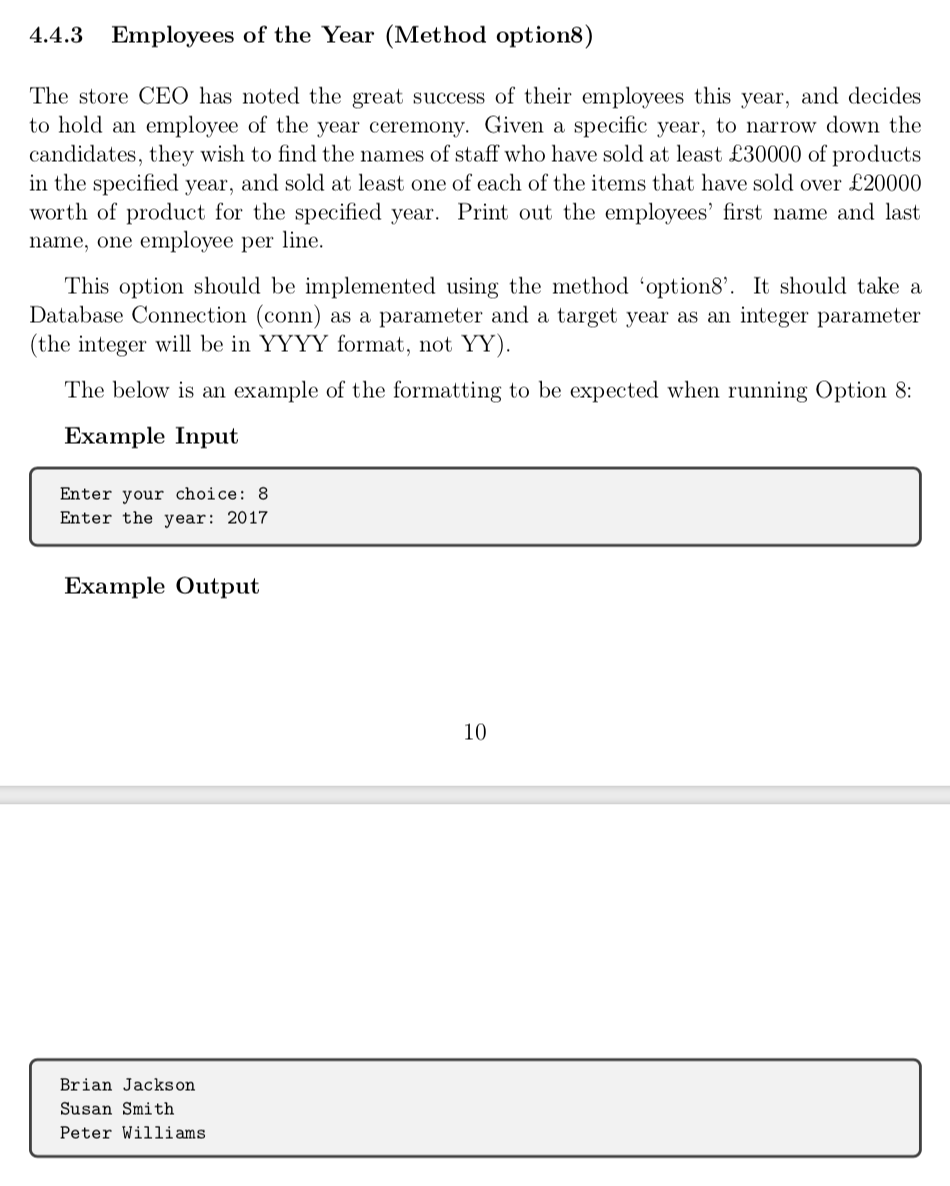 4.4.3 Employees of the Year (Method option8)
The store CEO has noted the great success of their employees this year, and decides
to hold an employee of the year ceremony. Given a specific year, to narrow down the
candidates, they wish to find the names of staff who have sold at least £30000 of products
in the specified year, and sold at least one of each of the items that have sold over £20000
worth of product for the specified year. Print out the employees’ first name and last
name, one employee per line.
This option should be implemented using the method ‘option8’. It should take a
Database Connection (conn) as a parameter and a target year as an integer parameter
(the integer will be in YYYY format, not YY).
The below is an example of the formatting to be expected when running Option 8:
Example Input
Enter your choice: 8
Enter the year: 2017
Example Output
10
Brian Jackson
Susan Smith
Peter Williams